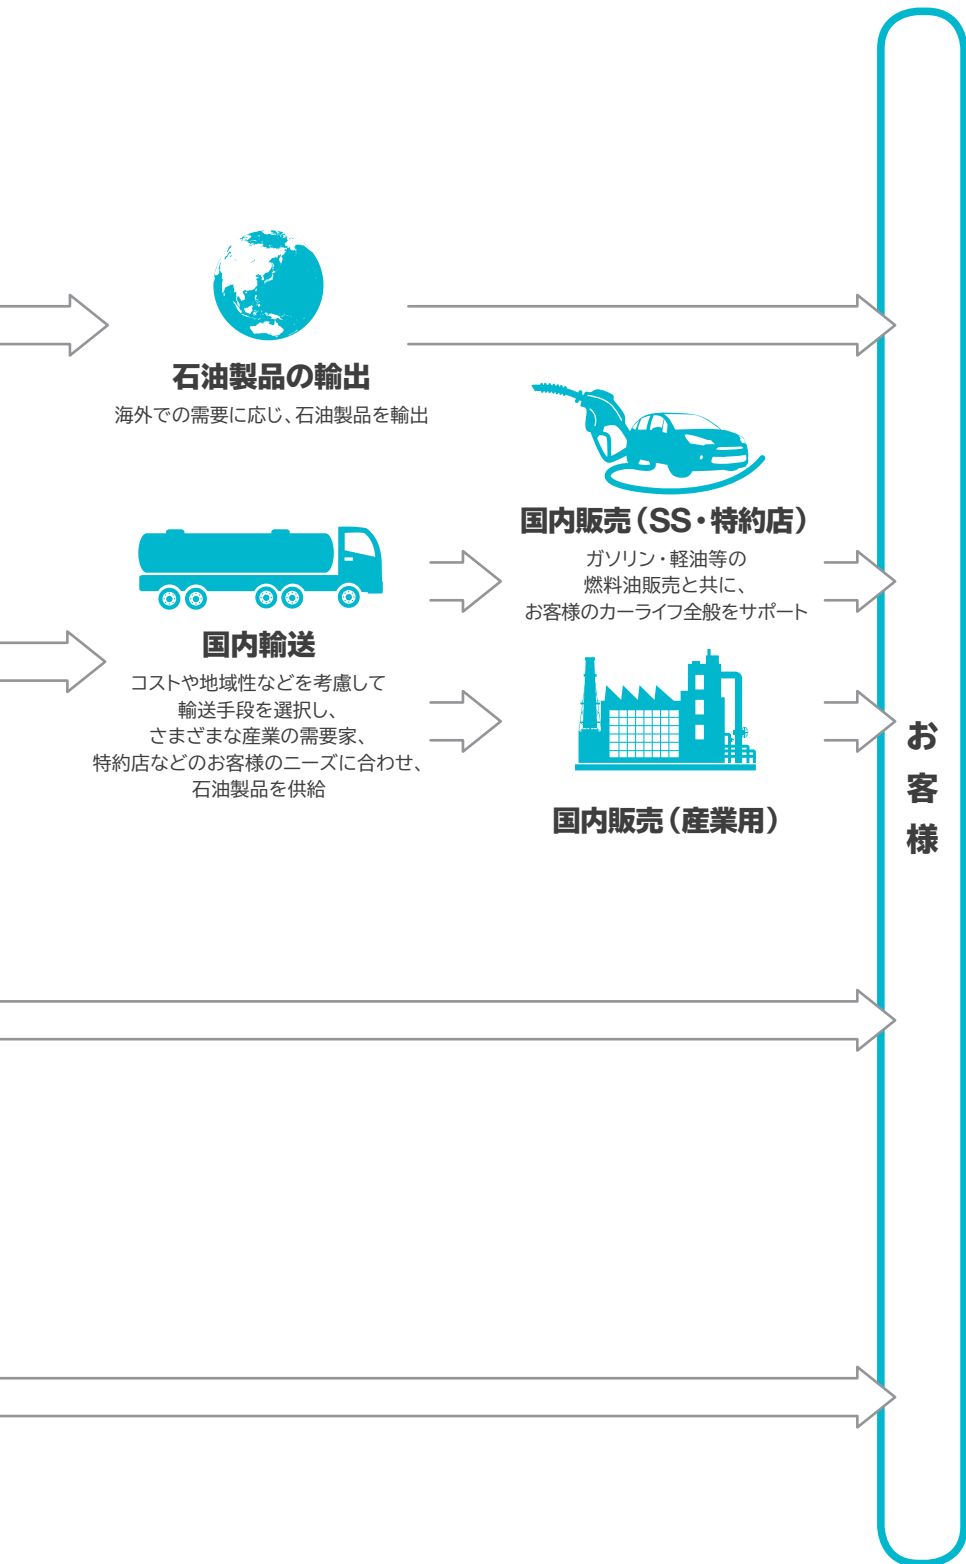 石油製品の輸出
海外での需要に応じ、石油製品を輸出
国内輸送
コストや地域性などを考慮して
輸送手段を選択し、
さまざまな産業の需要家、
特約店などのお客様のニーズに合わせ、
石油製品を供給
国内販売（SS・特約店）
ガソリン・軽油等の
燃料油販売と共に、
お客様のカーライフ全般をサポート
国内販売（産業用）
お客様